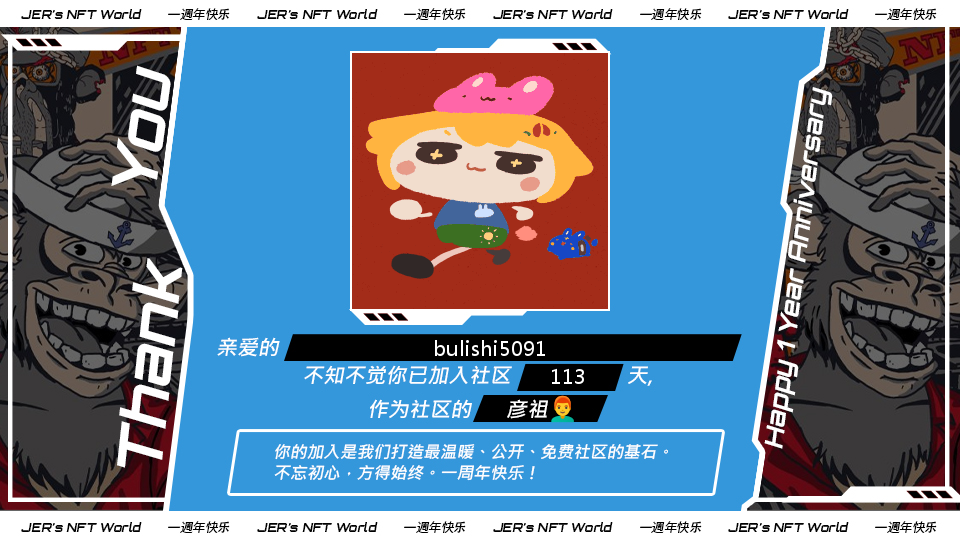 JER's NFT World 一週年快乐 JER's NFT World 一週年快乐 JER's NFT World 一週年快乐 JER's NFT World 一週年快乐
Thank You
Happy 1 Year Anniversary
亲爱的 bulishi5091
不知不觉你已加入社区 113 天,
作为社区的 彦祖👨‍🦰
你的加入是我们打造最温暖、公开、免费社区的基石。
不忘初心，方得始终。一周年快乐！
JER's NFT World 一週年快乐 JER's NFT World 一週年快乐 JER's NFT World 一週年快乐 JER's NFT World 一週年快乐